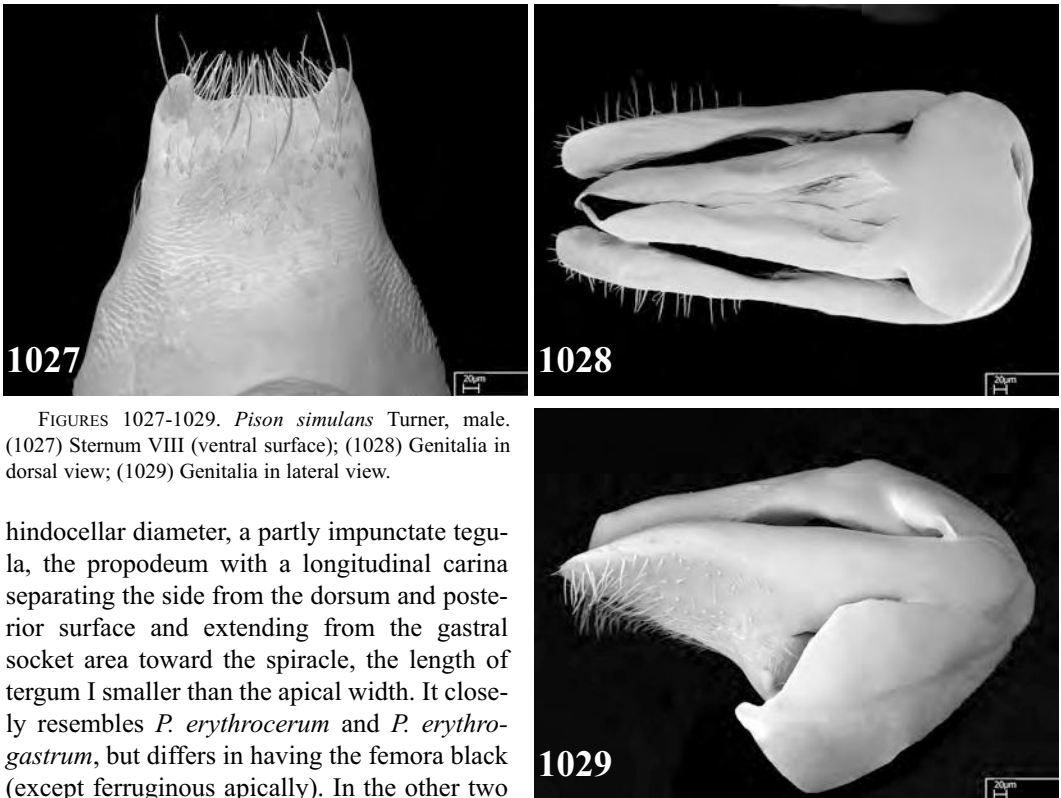 1027
20µm
1028
20µm
FIGURES 1027-1029. Pison simulans Turner, male.
(1027) Sternum VIII (ventral surface); (1028) Genitalia in
dorsal view; (1029) Genitalia in lateral view.
hindocellar diameter, a partly impunctate tegu-
la, the propodeum with a longitudinal carina
separating the side from the dorsum and poste-
rior surface and extending from the gastral
socket area toward the spiracle, the length of
tergum I smaller than the apical width. It close-
ly resembles P. erythrocerum and P. erythro-
gastrum, but differs in having the femora black
(except ferruginous apically). In the other two
1029
20µm